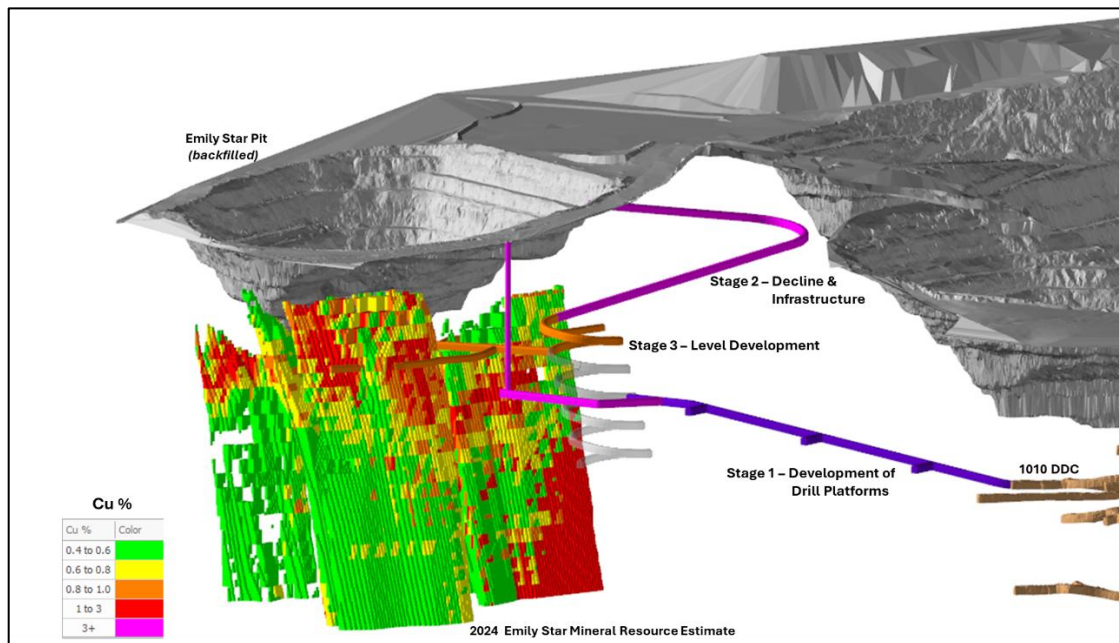 Emily Star Pit
(backfilled)
Stage 2 – Decline &
Infrastructure
Stage 3 – Level Development
Stage 1 – Development of
Drill Platforms
1010 DDC
Cu %
Cu % Color
0.4 to 0.6
0.6 to 0.8
0.8 to 1.0
1 to 3
3+
2024 Emily Star Mineral Resource Estimate